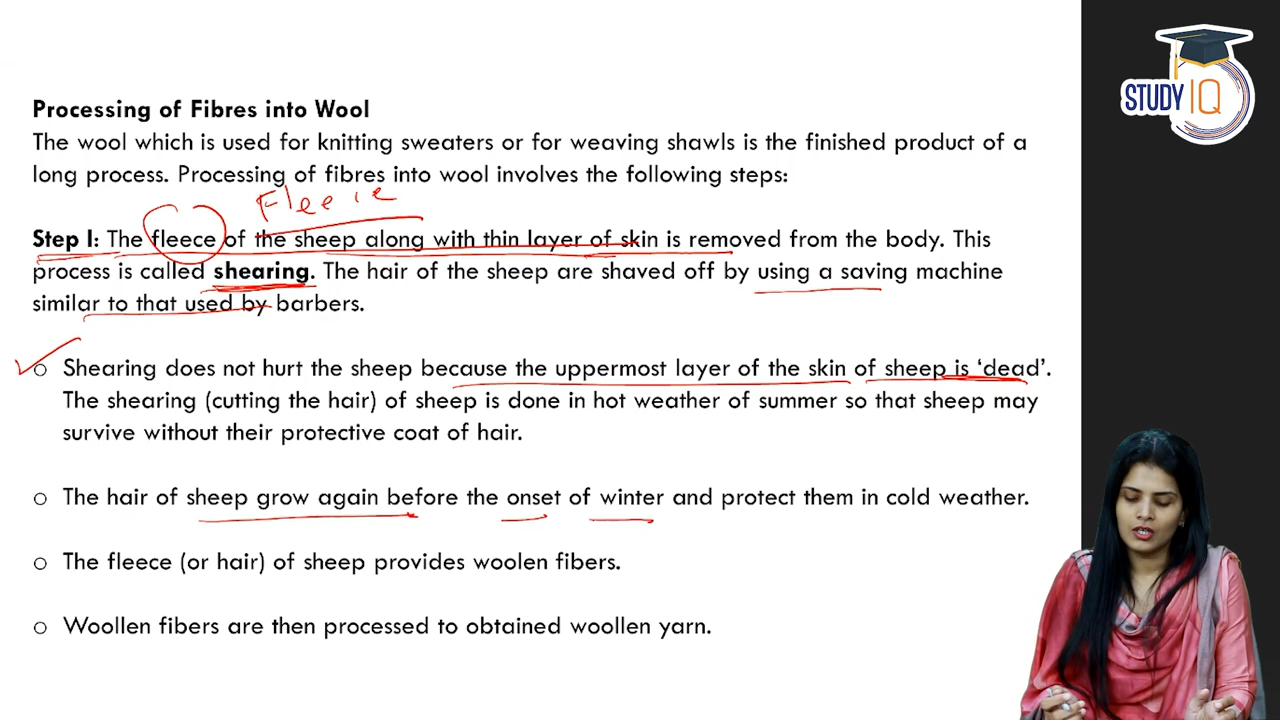 STUDY IQ
Processing of Fibres into Wool
The wool which is used for knitting sweaters or for weaving shawls is the finished product of a
long process. Processing of fibres into wool involves the following steps:
Fleece
Step I: The fleece of the sheep along with thin layer of skin is removed from the body. This
process is called shearing. The hair of the sheep are shaved off by using a saving machine
similar to that used by barbers.
o Shearing does not hurt the sheep because the uppermost layer of the skin of sheep is ‘dead’.
The shearing (cutting the hair) of sheep is done in hot weather of summer so that sheep may
survive without their protective coat of hair.
o The hair of sheep grow again before the onset of winter and protect them in cold weather.
o The fleece (or hair) of sheep provides woolen fibers.
o Woollen fibers are then processed to obtained woollen yarn.